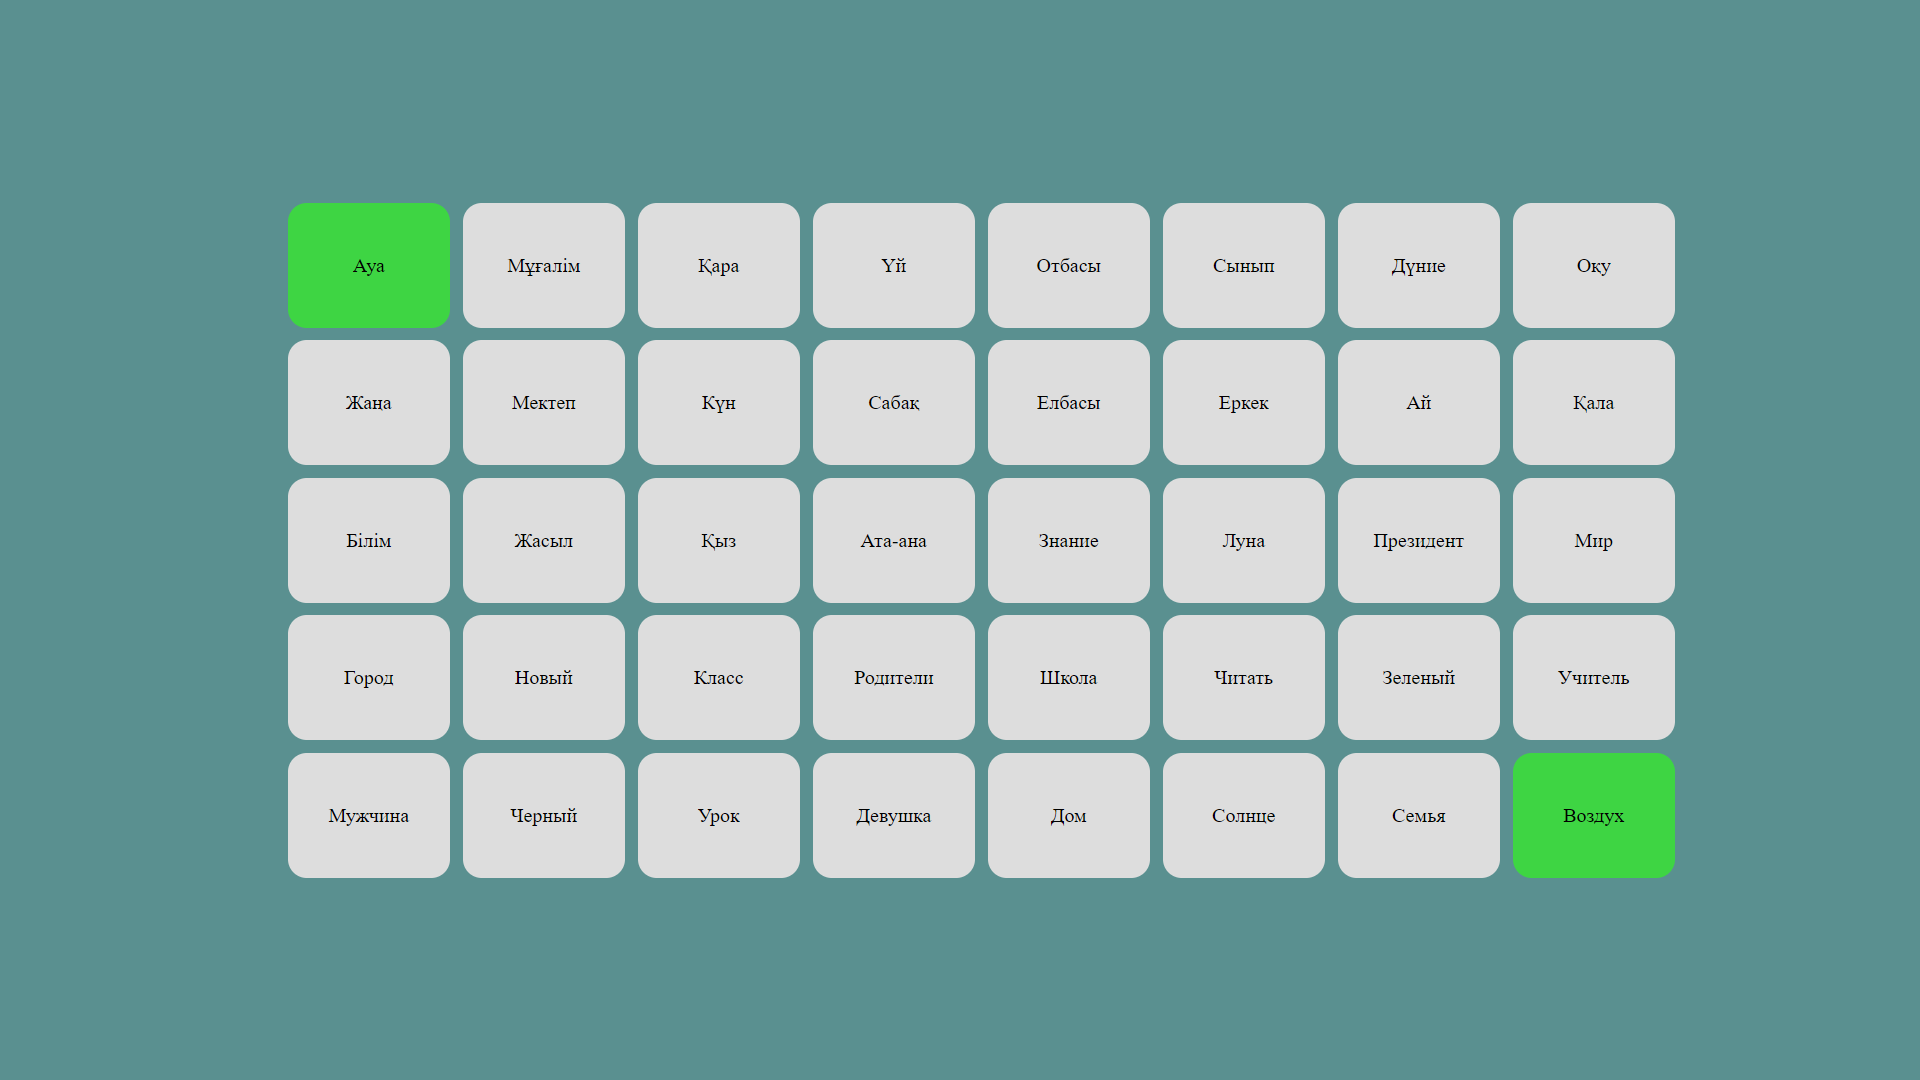 Ауа Мұғалім Қара Үй Отбасы Сынып Дүние Оқу
Жаңа Мектеп Күн Сабақ Елбасы Еркек Ай Қала
Білім Жасыл Қыз Ата-ана Знание Луна Президент Мир
Город Новый Класс Родители Школа Читать Зеленый Учитель
Мужчина Черный Урок Девушка Дом Солнце Семья Воздух